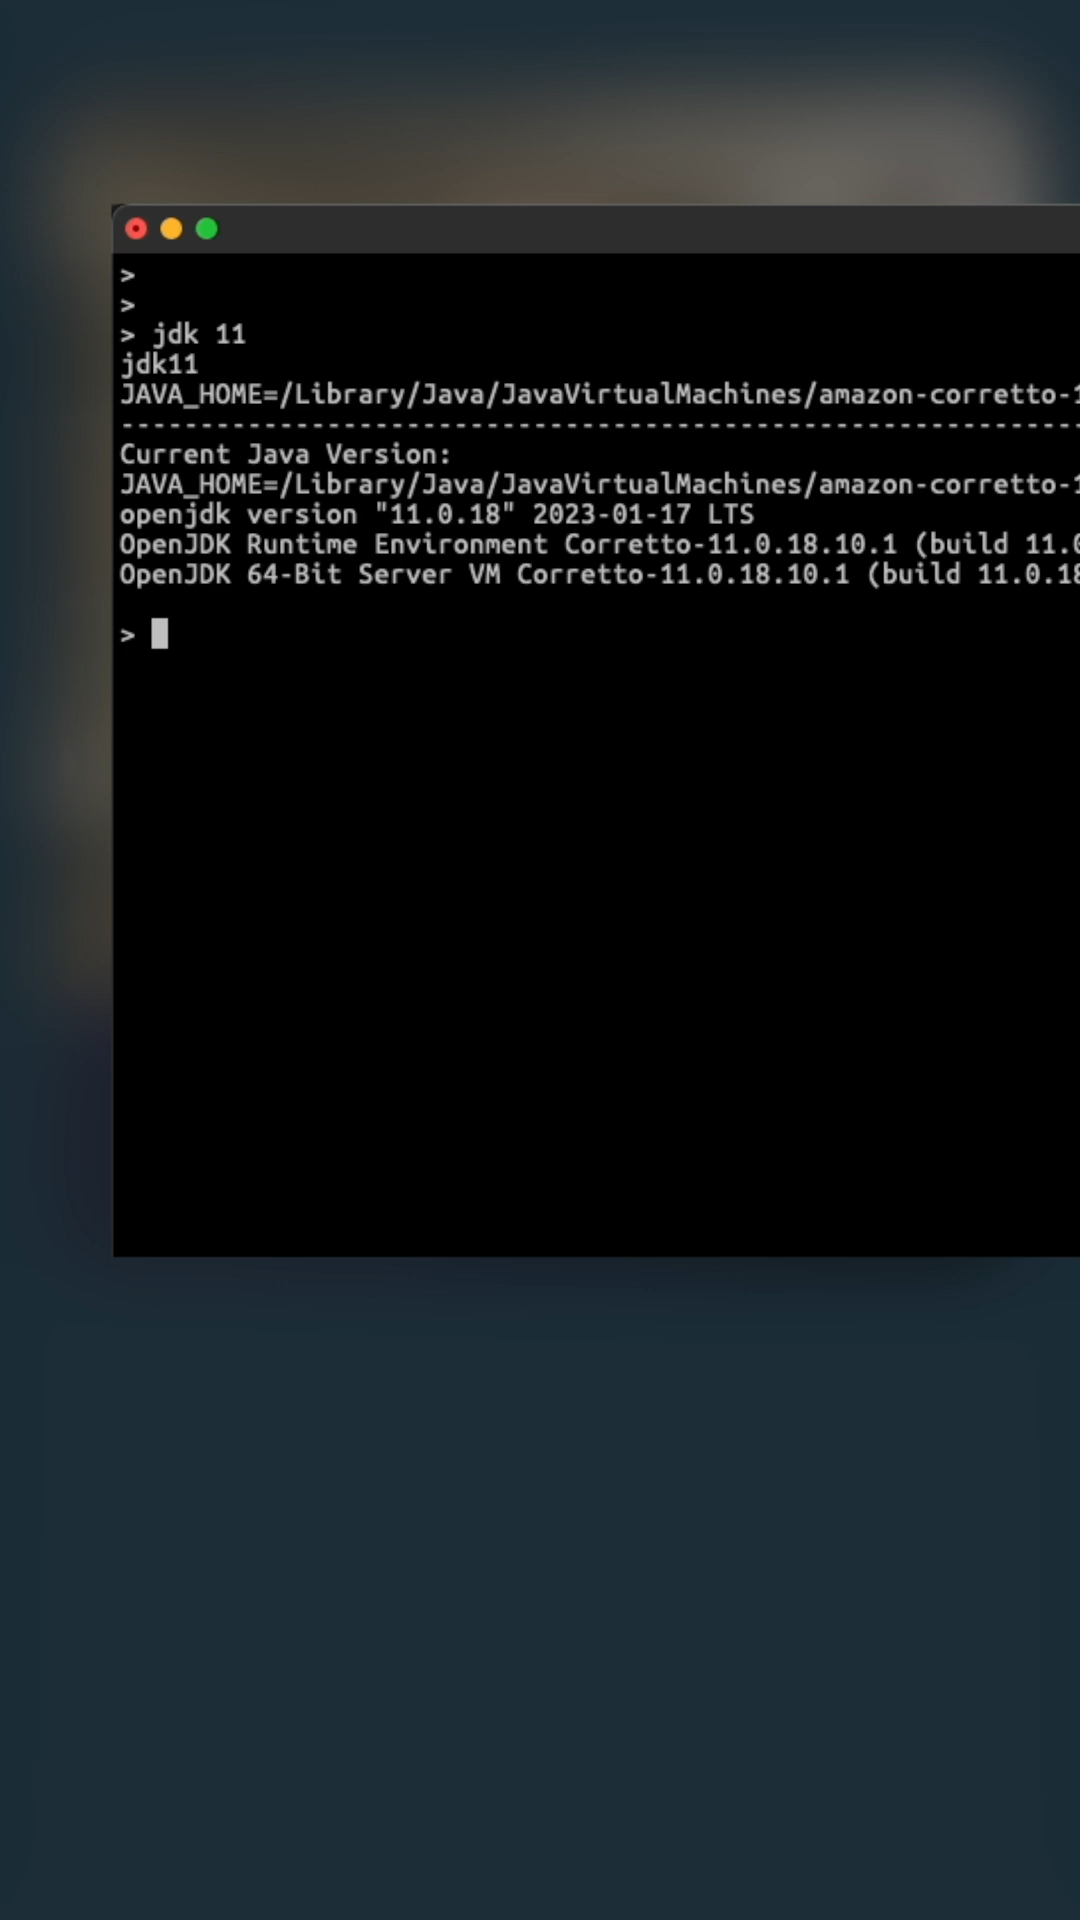 >
>
> jdk 11
jdk11
JAVA_HOME=/Library/Java/JavaVirtualMachines/amazon-corretto-1
-------------------------------------------------------------
Current Java Version:
JAVA_HOME=/Library/Java/JavaVirtualMachines/amazon-corretto-1
openjdk version "11.0.18" 2023-01-17 LTS
OpenJDK Runtime Environment Corretto-11.0.18.10.1 (build 11.0
OpenJDK 64-Bit Server VM Corretto-11.0.18.10.1 (build 11.0.18
>